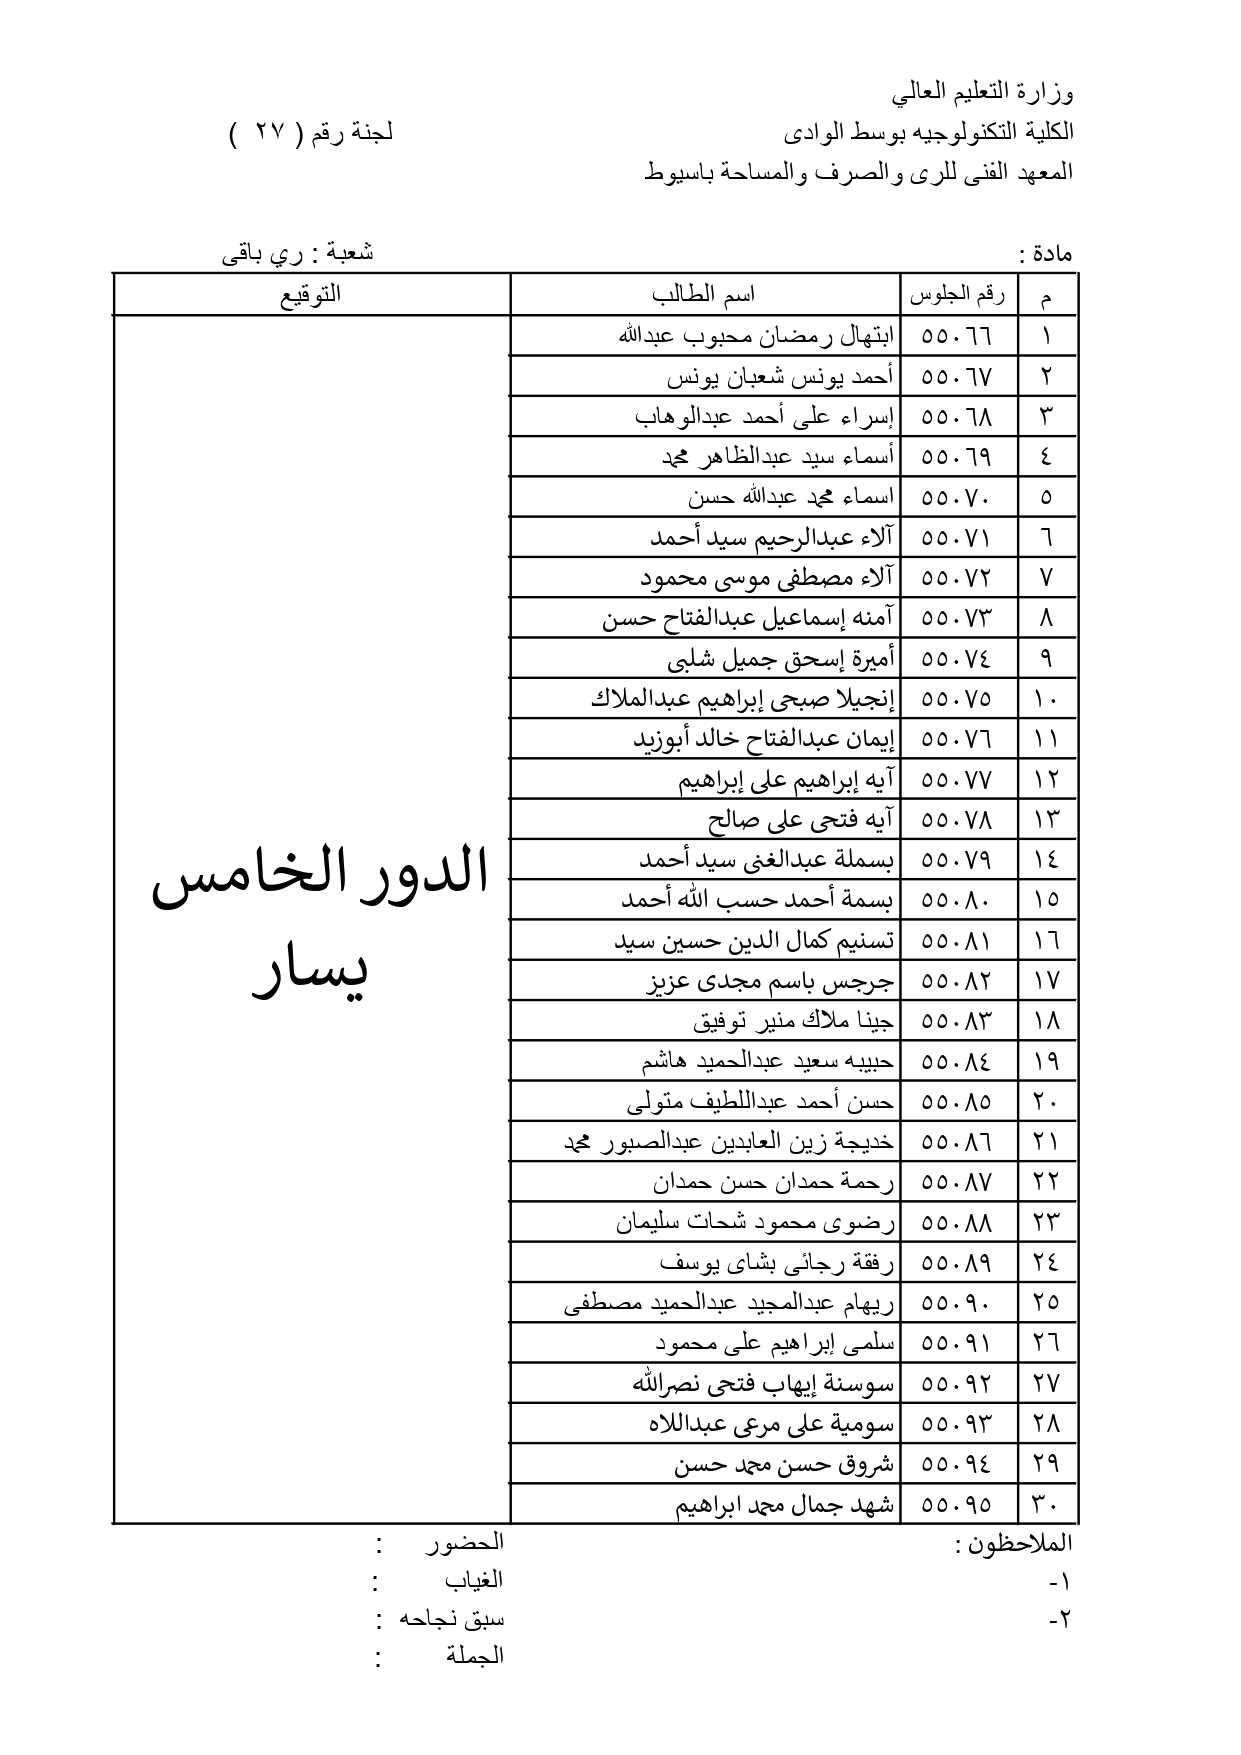 وزارة التعليم العالي
الكلية التكنولوجيه بوسط الوادى
لجنة رقم ( ٢٧ )
المعهد الفنى للرى والصرف والمساحة باسيوط
مادة :
شعبة : ري باقى
م رقم الجلوس اسم الطالب التوقيع
١ ٥٥٠٦٦ ابتهال رمضان محبوب عبدالله
٢ ٥٥٠٦٧ أحمد يونس شعبان يونس
٣ ٥٥٠٦٨ إسراء على أحمد عبدالوهاب
٤ ٥٥٠٦٩ أسماء سيد عبدالظاهر محمد
٥ ٥٥٠٧٠ اسماء محمد عبدالله حسن
٦ ٥٥٠٧١ آلاء عبدالرحيم سيد أحمد
٧ ٥٥٠٧٢ آلاء مصطفى موسى محمود
٨ ٥٥٠٧٣ آمنه إسماعيل عبدالفتاح حسن
٩ ٥٥٠٧٤ أميرة إسحق جميل شلبى
١٠ ٥٥٠٧٥ إنجيلا صبحى إبراهيم عبدالملاك
١١ ٥٥٠٧٦ إيمان عبدالفتاح خالد أبوزيد
١٢ ٥٥٠٧٧ آيه إبراهيم على إبراهيم
١٣ ٥٥٠٧٨ آيه فتحى على صالح
١٤ ٥٥٠٧٩ بسملة عبدالغنى سيد أحمد
١٥ ٥٥٠٨٠ بسمة أحمد حسب الله أحمد
١٦ ٥٥٠٨١ تسنيم كمال الدين حسين سيد
١٧ ٥٥٠٨٢ جرجس باسم مجدى عزيز
١٨ ٥٥٠٨٣ جينا ملاك منير توفيق
١٩ ٥٥٠٨٤ حبيبه سعيد عبدالحميد هاشم
٢٠ ٥٥٠٨٥ حسن أحمد عبداللطيف متولى
٢١ ٥٥٠٨٦ خديجة زين العابدين عبدالصبور محمد
٢٢ ٥٥٠٨٧ رحمة حمدان حسن حمدان
٢٣ ٥٥٠٨٨ رضوى محمود شحات سليمان
٢٤ ٥٥٠٨٩ رفقة رجائى بشاى يوسف
٢٥ ٥٥٠٩٠ ريهام عبدالمجيد عبدالحميد مصطفى
٢٦ ٥٥٠٩١ سلمى إبراهيم على محمود
٢٧ ٥٥٠٩٢ سوسنة إيهاب فتحى نصرالله
٢٨ ٥٥٠٩٣ سومية على مرعى عبداللاه
٢٩ ٥٥٠٩٤ شروق حسن محمد حسن
٣٠ ٥٥٠٩٥ شهد جمال محمد ابراهيم
الدور الخامس
يسار
الملاحظون :
١-
٢-
الحضور :
الغياب :
سبق نجاحه :
الجملة :